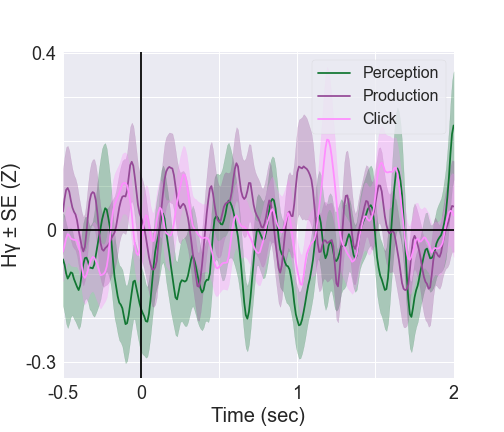 Perception
Production
Click
0.4
0
-0.3
Hγ ± SE (Z)
-0.5
0
1
2
Time (sec)